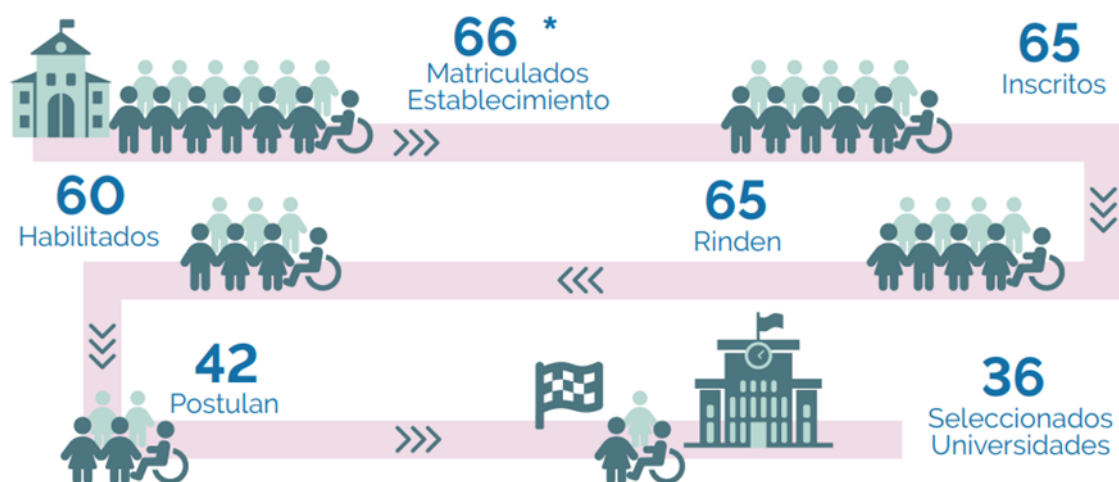 66 *
Matriculados
Establecimiento
65
Inscritos
65
Rinden
60
Habilitados
42
Postulan
36
Seleccionados
Universidades